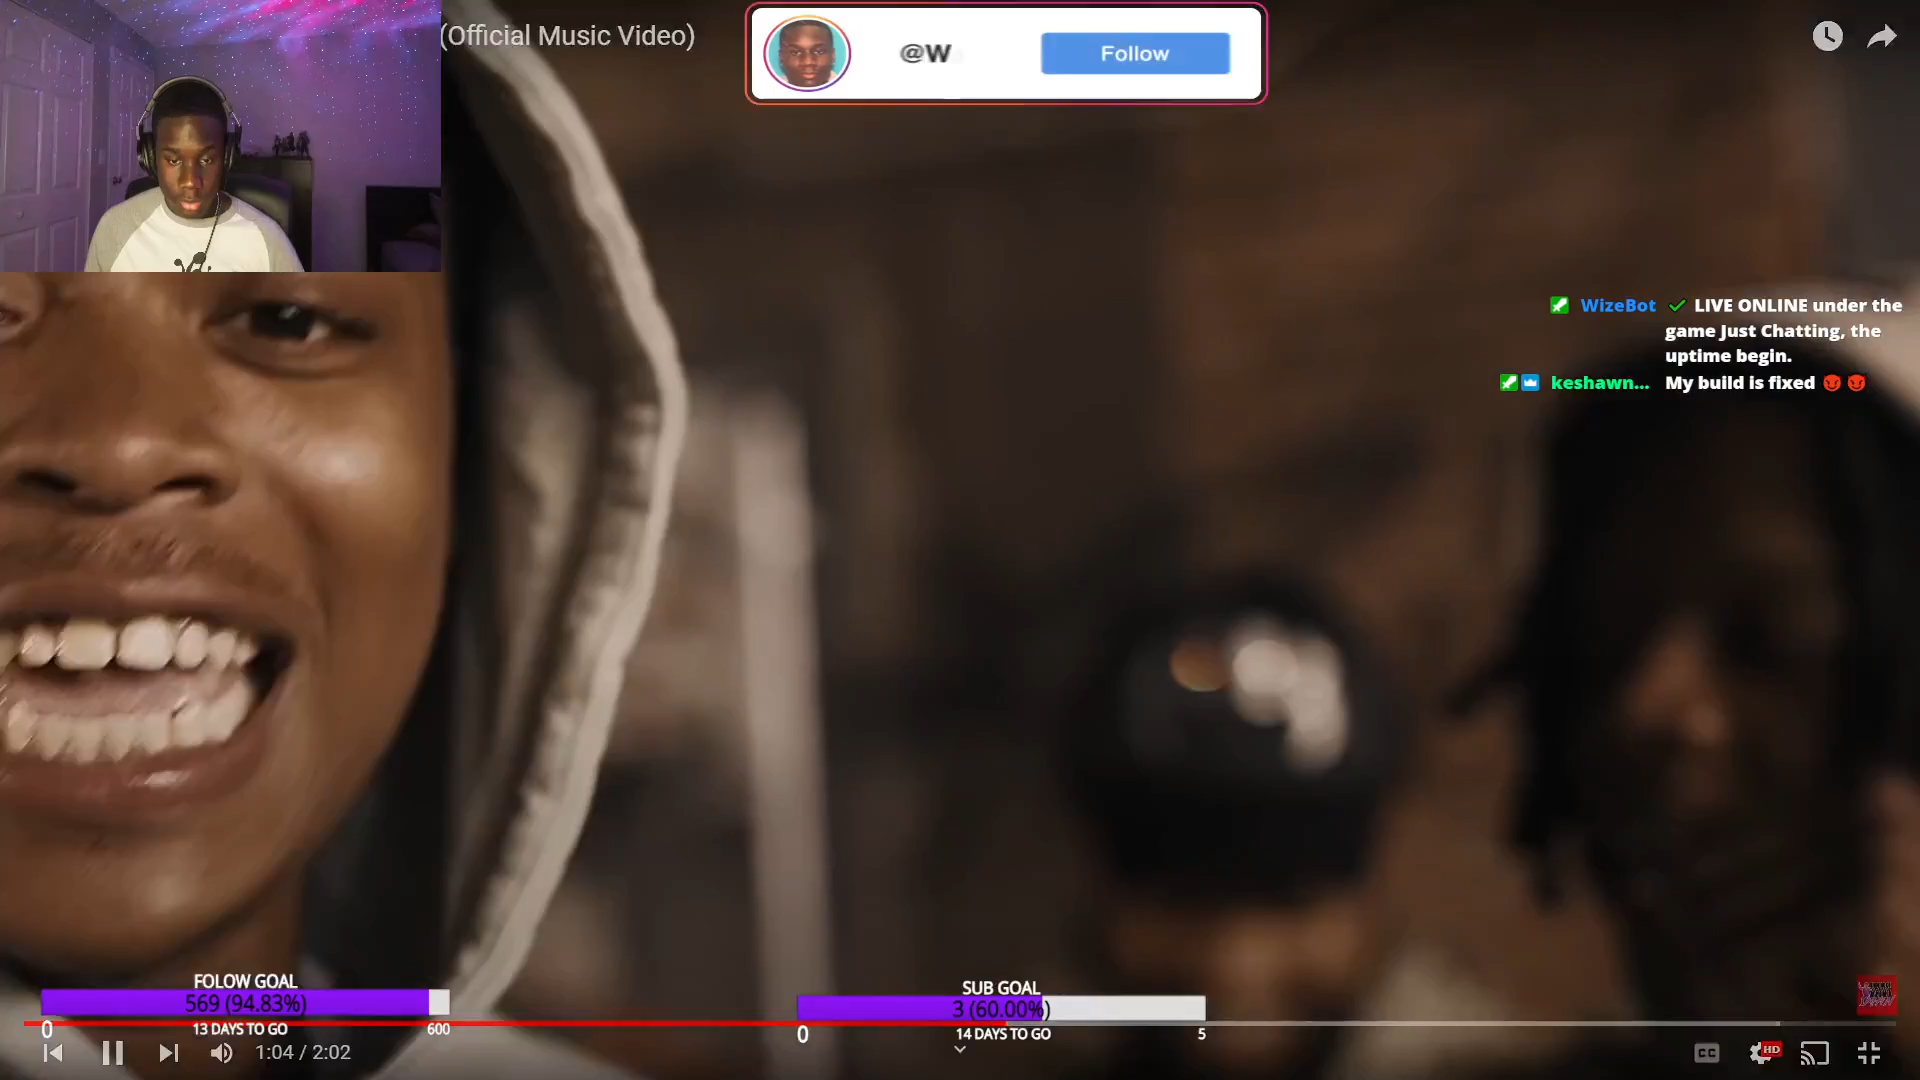 (Official Music Video)
@W
Follow
WizeBot ✓ LIVE ONLINE under the
game Just Chatting, the
uptime begin.
keshawn... My build is fixed 😈 😈
FOLOW GOAL
569 (94.83%)
0 13 DAYS TO GO 600
SUB GOAL
3 (60.00%)
0 14 DAYS TO GO 5
1:04 / 2:02
CC
HD